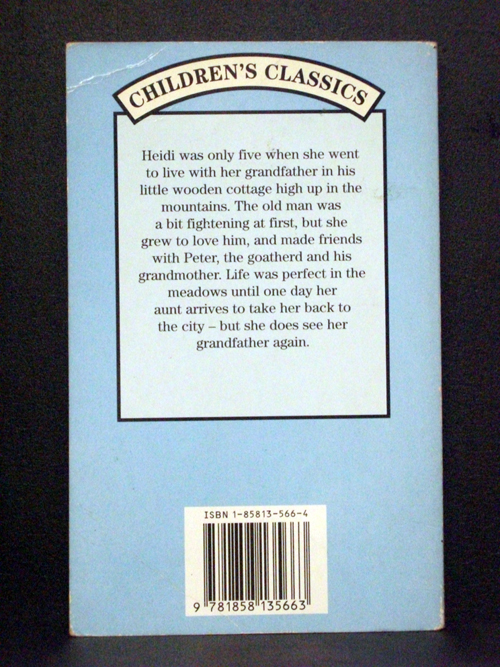 CHILDREN'S CLASSICS
Heidi was only five when she went
to live with her grandfather in his
little wooden cottage high up in the
mountains. The old man was
a bit fightening at first, but she
grew to love him, and made friends
with Peter, the goatherd and his
grandmother. Life was perfect in the
meadows until one day her
aunt arrives to take her back to
the city – but she does see her
grandfather again.
ISBN 1-85813-566-4
9 781858 135663